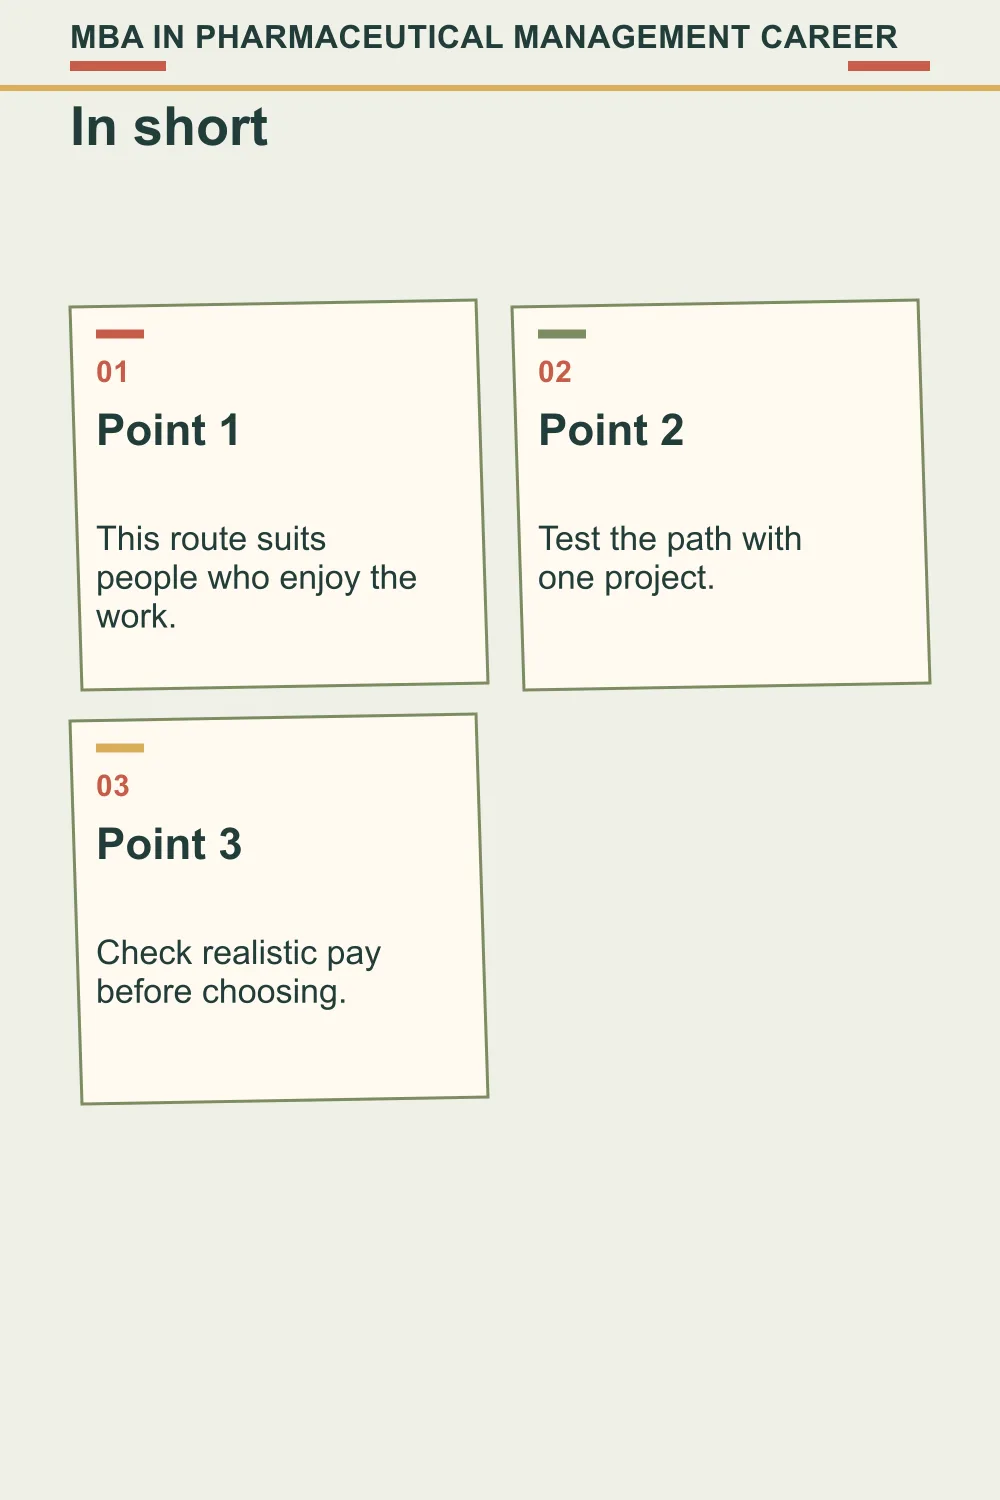 MBA IN PHARMACEUTICAL MANAGEMENT CAREER
In short
01
Point 1
This route suits
people who enjoy the
work.
02
Point 2
Test the path with
one project.
03
Point 3
Check realistic pay
before choosing.